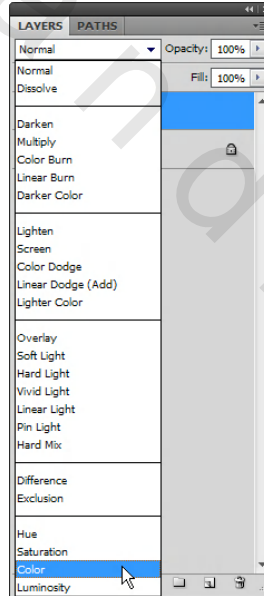 LAYERS PATHS
Normal Opacity: 100%
Normal Fill: 100%
Dissolve
Darken
Multiply
Color Burn
Linear Burn
Darker Color
Lighten
Screen
Color Dodge
Linear Dodge (Add)
Lighter Color
Overlay
Soft Light
Hard Light
Vivid Light
Linear Light
Pin Light
Hard Mix
Difference
Exclusion
Hue
Saturation
Color
Luminosity